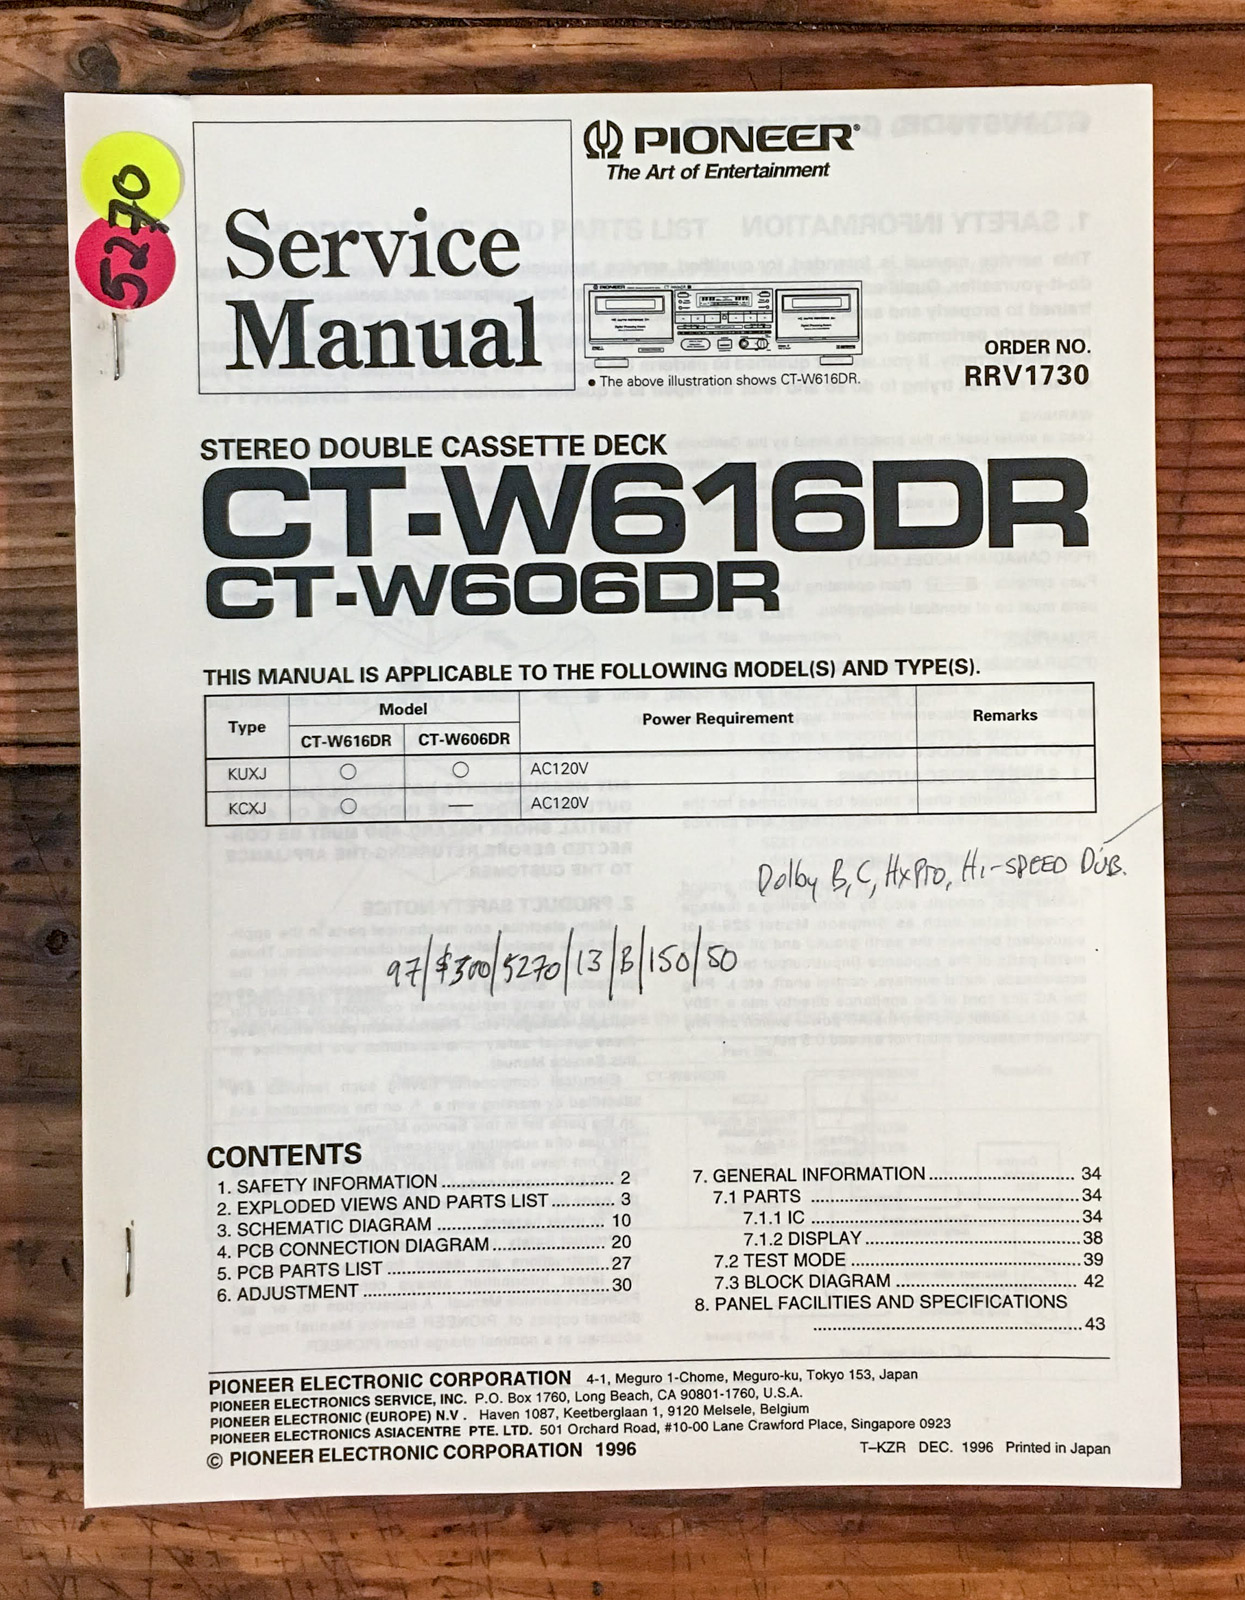 5270
Service
Manual
PIONEER®
The Art of Entertainment
PIONEER
• The above illustration shows CT-W616DR.
ORDER NO.
RRV1730
STEREO DOUBLE CASSETTE DECK
CT-W616DR
CT-W606DR
THIS MANUAL IS APPLICABLE TO THE FOLLOWING MODEL(S) AND TYPE(S).
Type Model Power Requirement Remarks
CT-W616DR CT-W606DR
KUXJ ○ ○ AC120V
KCXJ ○ — AC120V
Dolby B, C, HxPro, Hi-SPEED DUB.
97/$300/5270/13/B/150/50
CONTENTS
1. SAFETY INFORMATION ........ 2
2. EXPLODED VIEWS AND PARTS LIST ........ 3
3. SCHEMATIC DIAGRAM ........ 10
4. PCB CONNECTION DIAGRAM ........ 20
5. PCB PARTS LIST ........ 27
6. ADJUSTMENT ........ 30
7. GENERAL INFORMATION ........ 34
7.1 PARTS ........ 34
7.1.1 IC ........ 34
7.1.2 DISPLAY ........ 38
7.2 TEST MODE ........ 39
7.3 BLOCK DIAGRAM ........ 42
8. PANEL FACILITIES AND SPECIFICATIONS
........ 43
PIONEER ELECTRONIC CORPORATION 4-1, Meguro 1-Chome, Meguro-ku, Tokyo 153, Japan
PIONEER ELECTRONICS SERVICE, INC. P.O. Box 1760, Long Beach, CA 90801-1760, U.S.A.
PIONEER ELECTRONIC (EUROPE) N.V. Haven 1087, Keetberglaan 1, 9120 Melsele, Belgium
PIONEER ELECTRONICS ASIACENTRE PTE. LTD. 501 Orchard Road, #10-00 Lane Crawford Place, Singapore 0923
© PIONEER ELECTRONIC CORPORATION 1996 T–KZR DEC. 1996 Printed in Japan